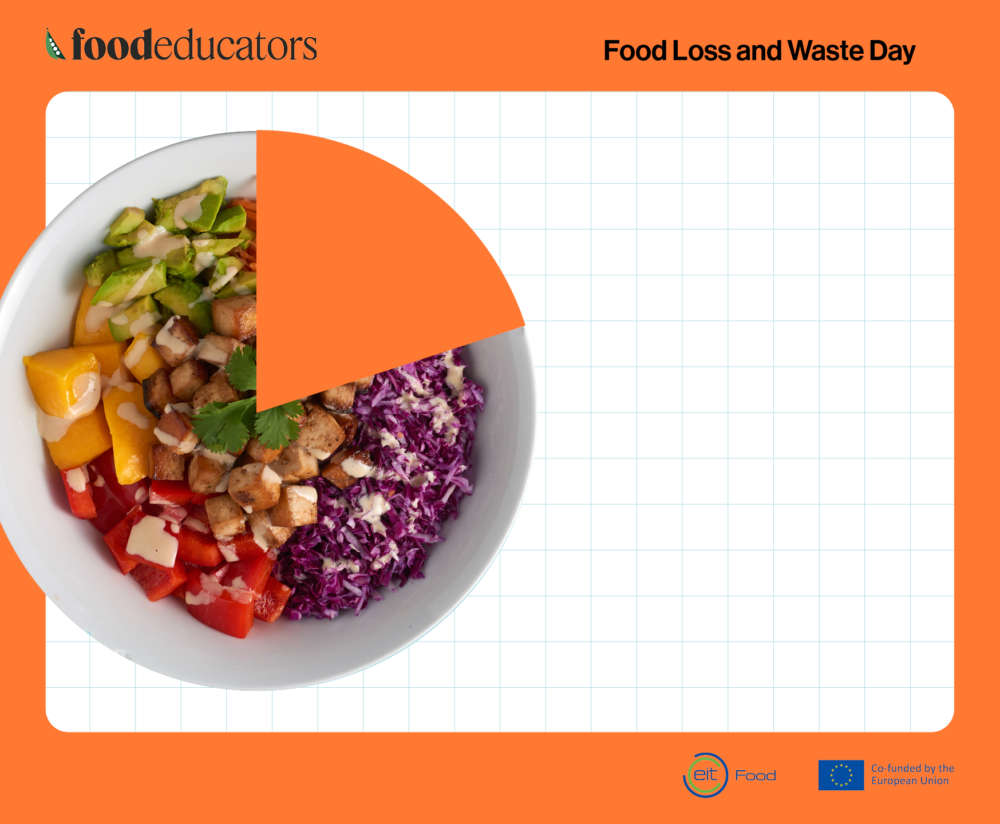 foodeducators
Food Loss and Waste Day
eit Food
Co-funded by the
European Union